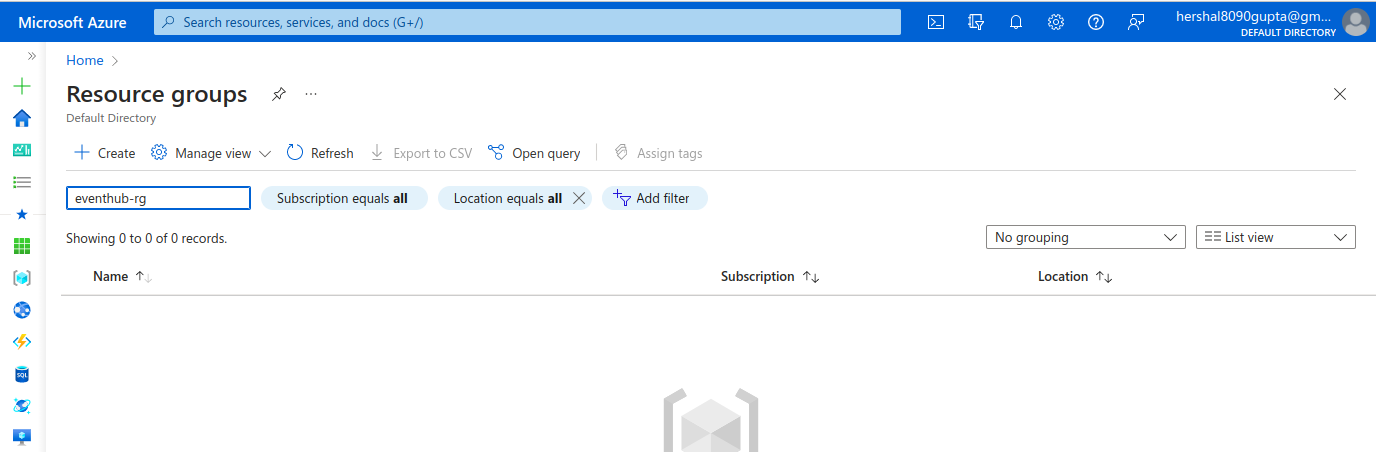 Microsoft Azure
Search resources, services, and docs (G+/)
hershal8090gupta@gm...
DEFAULT DIRECTORY
Home
Resource groups
Default Directory
Create
Manage view
Refresh
Export to CSV
Open query
Assign tags
eventhub-rg
Subscription equals all
Location equals all
Add filter
Showing 0 to 0 of 0 records.
No grouping
List view
Name
Subscription
Location
SQL